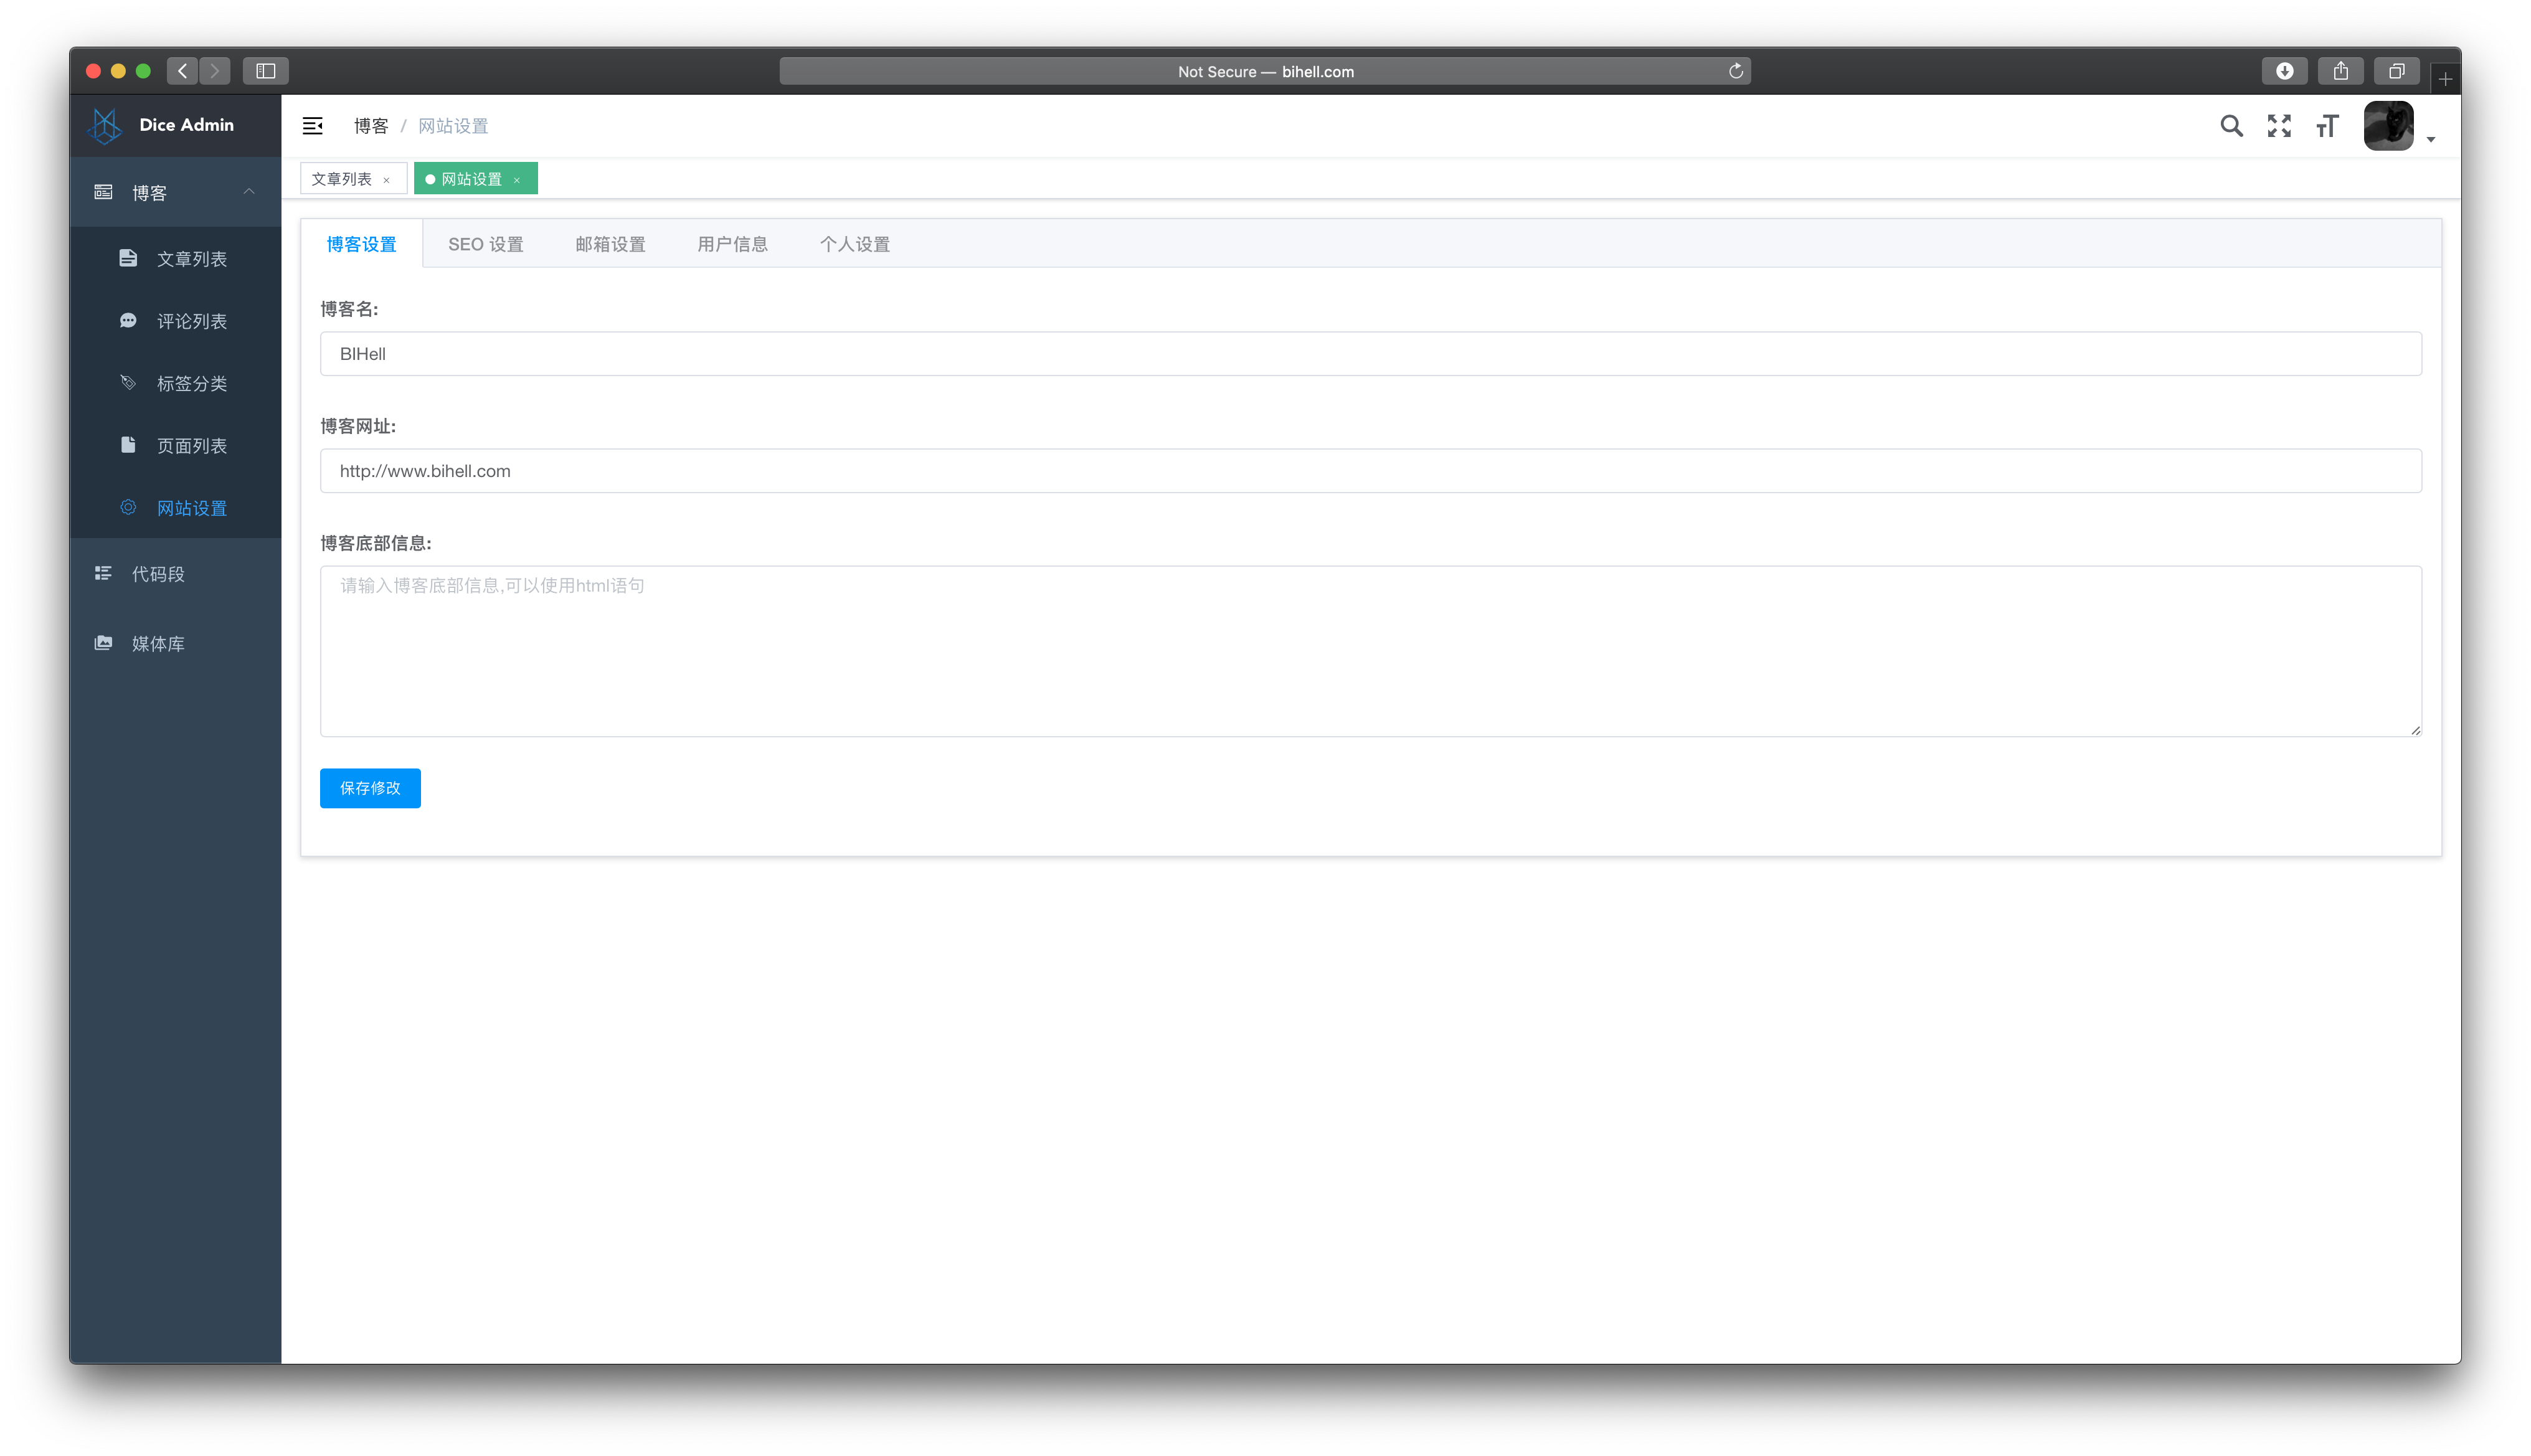 Not Secure — bihell.com
Dice Admin
博客 / 网站设置
文章列表 ×
网站设置 ×
博客
文章列表
评论列表
标签分类
页面列表
网站设置
代码段
媒体库
博客设置
SEO 设置
邮箱设置
用户信息
个人设置
博客名:
BIHell
博客网址:
http://www.bihell.com
博客底部信息:
请输入博客底部信息,可以使用html语句
保存修改